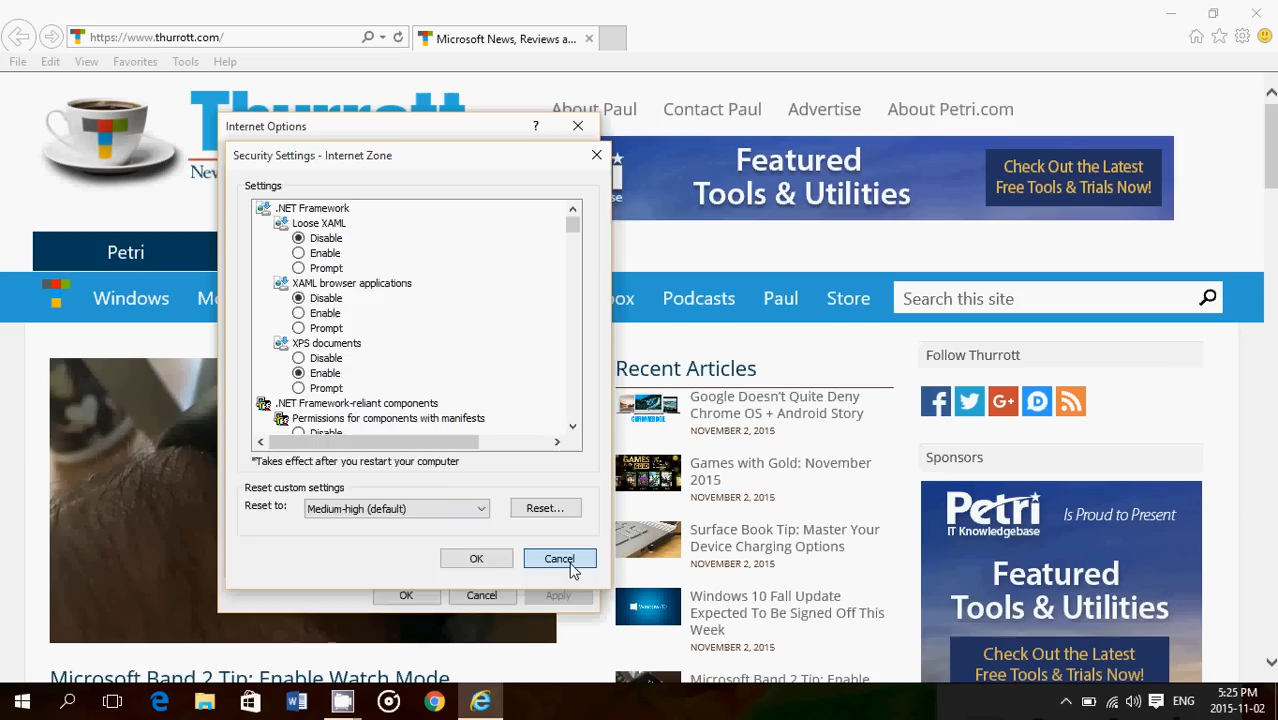 https://www.thurrott.com/
Microsoft News, Reviews a...
File Edit View Favorites Tools Help
Thurrott
About Paul Contact Paul Advertise About Petri.com
Internet Options
?
Security Settings - Internet Zone
Featured
Tools & Utilities
Check Out the Latest
Free Tools & Trials Now!
Settings
.NET Framework
Loose XAML
Disable
Enable
Prompt
XAML browser applications
Disable
Enable
Prompt
XPS documents
Disable
Enable
Prompt
.NET Framework-reliant components
Permissions for components with manifests
Disable
*Takes effect after you restart your computer
Reset custom settings
Reset to: Medium-high (default) Reset...
OK Cancel
OK Cancel Apply
Petri
Windows Podcasts Paul Store Search this site
Recent Articles
Google Doesn't Quite Deny
Chrome OS + Android Story
NOVEMBER 2, 2015
Games with Gold: November
2015
NOVEMBER 2, 2015
Surface Book Tip: Master Your
Device Charging Options
NOVEMBER 2, 2015
Windows 10 Fall Update
Expected To Be Signed Off This
Week
NOVEMBER 2, 2015
Microsoft Band 2 Tip: Enable
Follow Thurrott
Sponsors
Petri
IT Knowledgebase
Is Proud to Present
Featured
Tools & Utilities
Check Out the Latest
Free Tools & Trials Now!
Microsoft Band 2 Tip: Enable Watch Mode
ENG
5:25 PM
2015-11-02